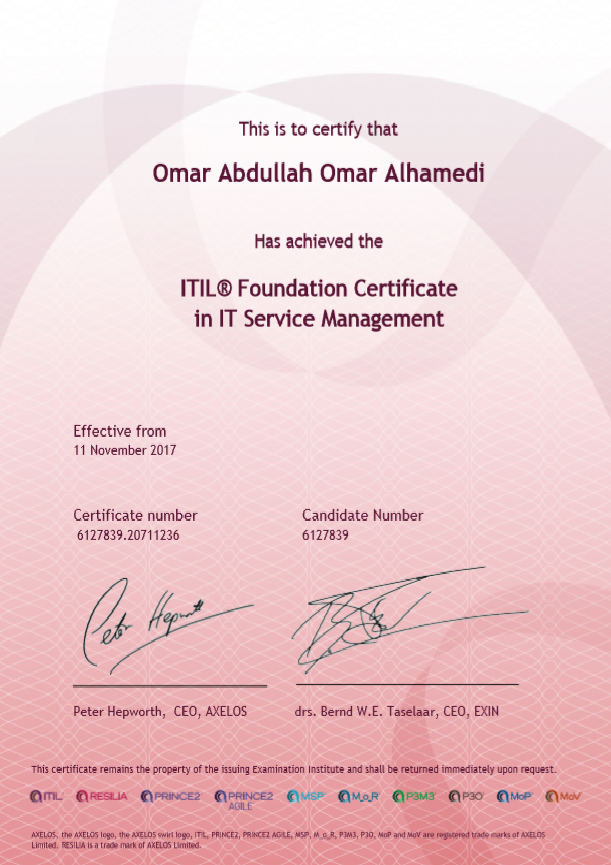 This is to certify that
Omar Abdullah Omar Alhamedi
Has achieved the
ITIL® Foundation Certificate
in IT Service Management
Effective from
11 November 2017
Certificate number
Candidate Number
6127839.20711236
6127839
Peter Hepworth
Peter Hepworth, CEO, AXELOS
drs. Bernd W.E. Taselaar, CEO, EXIN
This certificate remains the property of the issuing Examination Institute and shall be returned immediately upon request.
ITIL RESILIA PRINCE2 PRINCE2 AGILE MSP M_o_R P3M3 P3O MoP MoV
AXELOS, the AXELOS logo, the AXELOS swirl logo, ITIL, PRINCE2, PRINCE2 AGILE, MSP, M_o_R, P3M3, P3O, MoP and MoV are registered trade marks of AXELOS
Limited. RESILIA is a trade mark of AXELOS Limited.